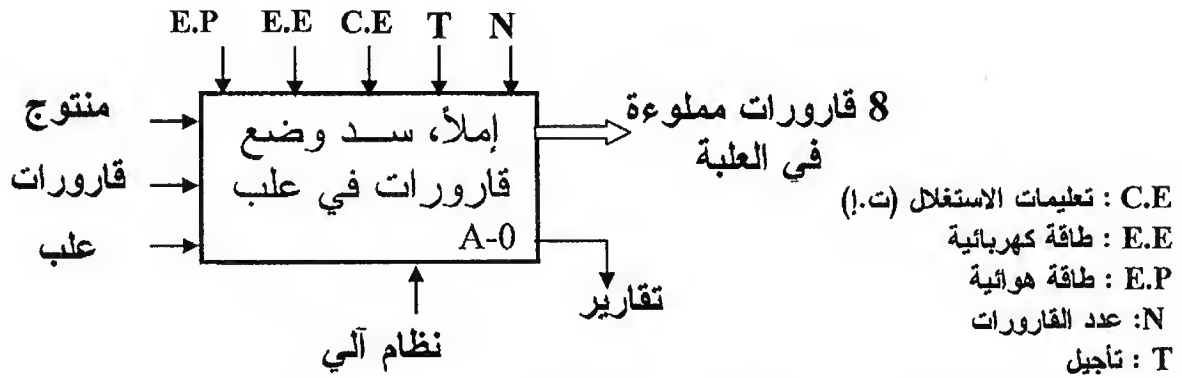 E.P E.E C.E T N
منتوج
قارورات
علب
إملأ، سد وضع
قارورات في علب
A-0
8 قارورات مملوءة
في العلبة
تقارير
نظام آلي
C.E : تعليمات الاستغلال (ت.إ)
E.E : طاقة كهربائية
E.P : طاقة هوائية
N: عدد القارورات
T : تأجيل